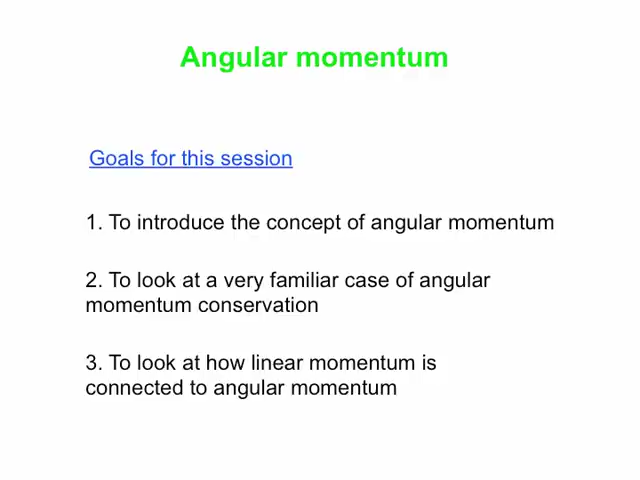 Angular momentum
Goals for this session
1. To introduce the concept of angular momentum
2. To look at a very familiar case of angular
momentum conservation
3. To look at how linear momentum is
connected to angular momentum